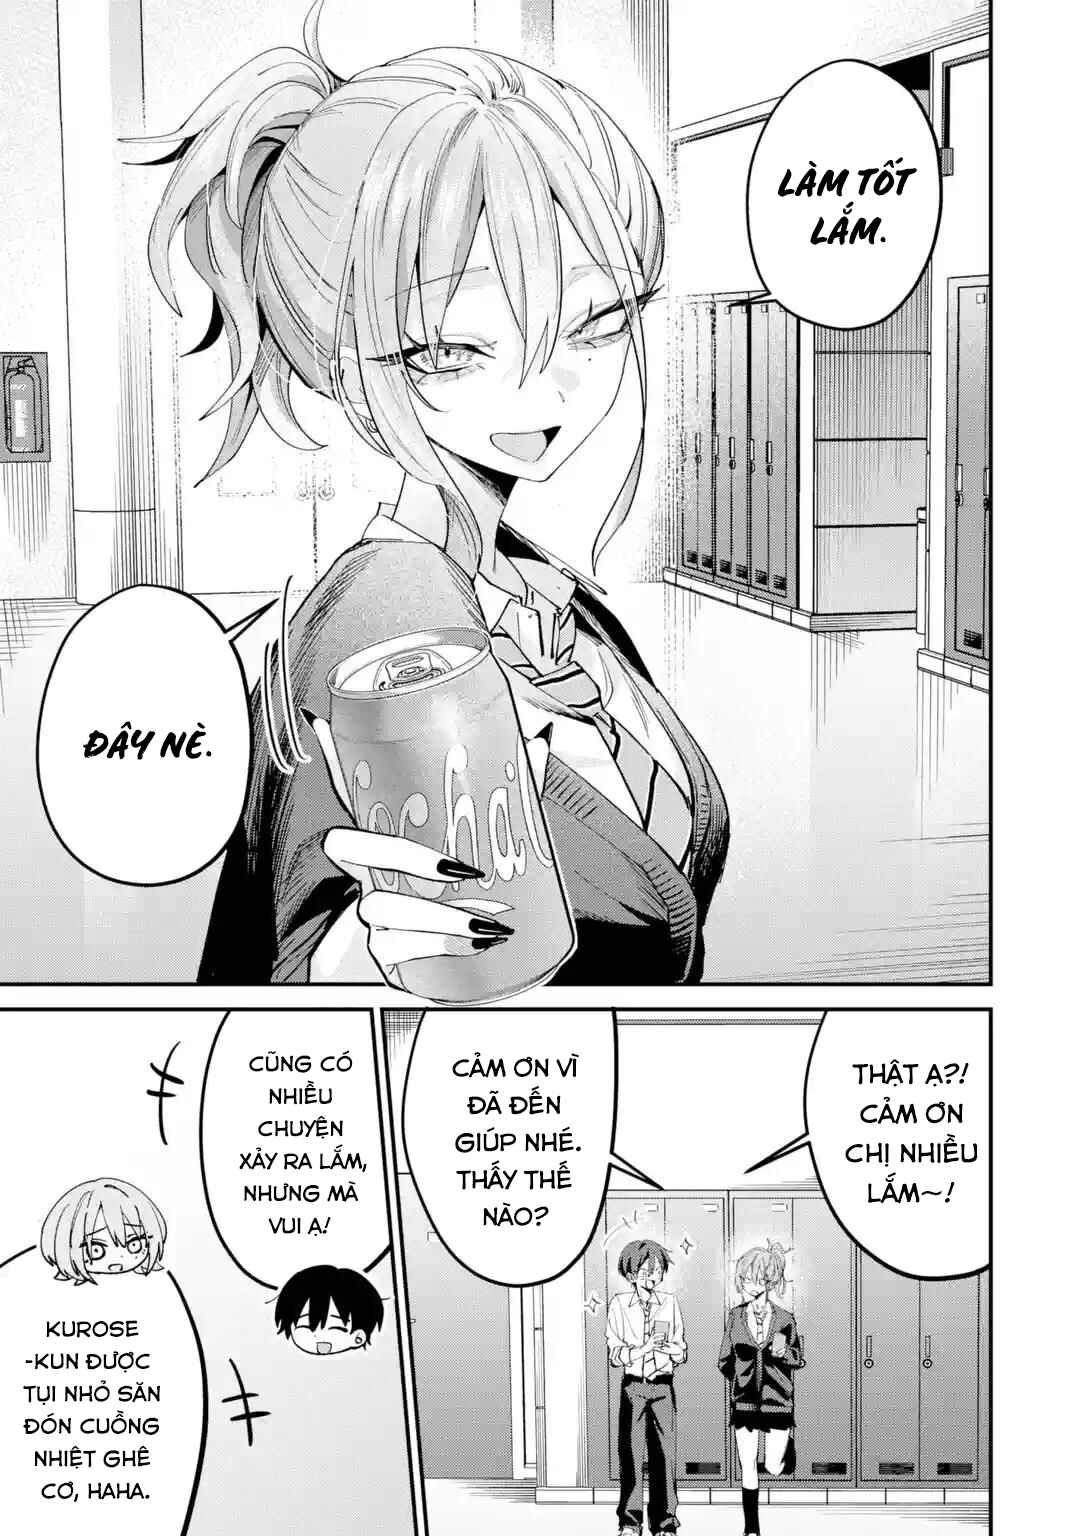 LÀM TỐT
LẮM.
ĐÂY NÈ.
THẬT Ạ?!
CẢM ƠN
CHỊ NHIỀU
LẮM~!
CẢM ƠN VÌ
ĐÃ ĐẾN
GIÚP NHÉ.
THẤY THẾ
NÀO?
CŨNG CÓ
NHIỀU
CHUYỆN
XẢY RA LẮM,
NHƯNG MÀ
VUI Ạ!
KUROSE
-KUN ĐƯỢC
TỤI NHỎ SĂN
ĐÓN CUỒNG
NHIỆT GHÊ
CƠ, HAHA.